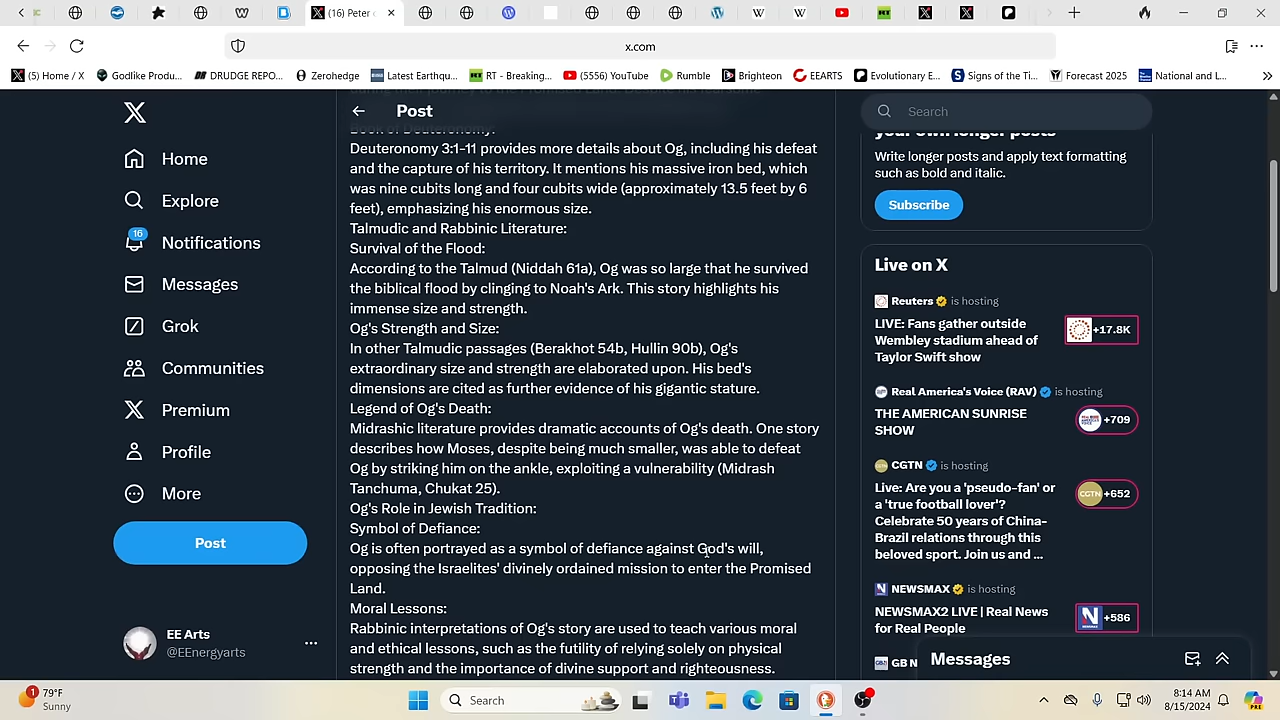 (16) Peter
x.com
(5) Home / X
Godlike Produ...
DRUDGE REPO...
Zerohedge
Latest Earthqu...
RT - Breaking...
(5556) YouTube
Rumble
Brighteon
EEARTS
Evolutionary E...
Signs of the Ti...
Forecast 2025
National and L...
Home
Explore
16
Notifications
Messages
Grok
Communities
Premium
Profile
More
Post
EE Arts
@EEnergyarts
Post
Book of Deuteronomy:
Deuteronomy 3:1-11 provides more details about Og, including his defeat
and the capture of his territory. It mentions his massive iron bed, which
was nine cubits long and four cubits wide (approximately 13.5 feet by 6
feet), emphasizing his enormous size.
Talmudic and Rabbinic Literature:
Survival of the Flood:
According to the Talmud (Niddah 61a), Og was so large that he survived
the biblical flood by clinging to Noah's Ark. This story highlights his
immense size and strength.
Og's Strength and Size:
In other Talmudic passages (Berakhot 54b, Hullin 90b), Og's
extraordinary size and strength are elaborated upon. His bed's
dimensions are cited as further evidence of his gigantic stature.
Legend of Og's Death:
Midrashic literature provides dramatic accounts of Og's death. One story
describes how Moses, despite being much smaller, was able to defeat
Og by striking him on the ankle, exploiting a vulnerability (Midrash
Tanchuma, Chukat 25).
Og's Role in Jewish Tradition:
Symbol of Defiance:
Og is often portrayed as a symbol of defiance against God's will,
opposing the Israelites' divinely ordained mission to enter the Promised
Land.
Moral Lessons:
Rabbinic interpretations of Og's story are used to teach various moral
and ethical lessons, such as the futility of relying solely on physical
strength and the importance of divine support and righteousness.
Search
your own longer posts
Write longer posts and apply text formatting
such as bold and italic.
Subscribe
Live on X
Reuters is hosting
LIVE: Fans gather outside
Wembley stadium ahead of
Taylor Swift show
+17.8K
Real America's Voice (RAV) is hosting
THE AMERICAN SUNRISE
SHOW
+709
CGTN is hosting
Live: Are you a 'pseudo-fan' or
a 'true football lover'?
Celebrate 50 years of China-
Brazil relations through this
beloved sport. Join us and ...
CGTN
+652
NEWSMAX is hosting
NEWSMAX2 LIVE | Real News
for Real People
+586
GB N
Messages
1
79°F
Sunny
Search
8:14 AM
8/15/2024